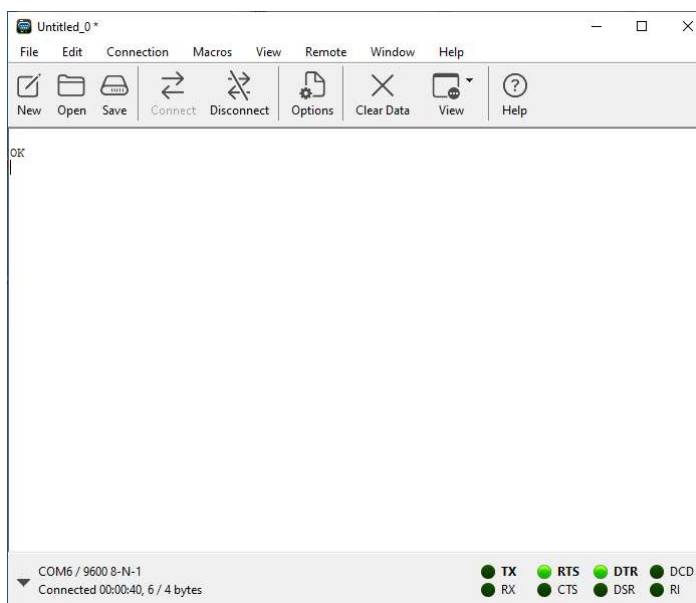 Untitled_0 *
File Edit Connection Macros View Remote Window Help
New Open Save Connect Disconnect Options Clear Data View Help
OK
COM6 / 9600 8-N-1
Connected 00:00:40, 6 / 4 bytes
TX RTS DTR DCD
RX CTS DSR RI